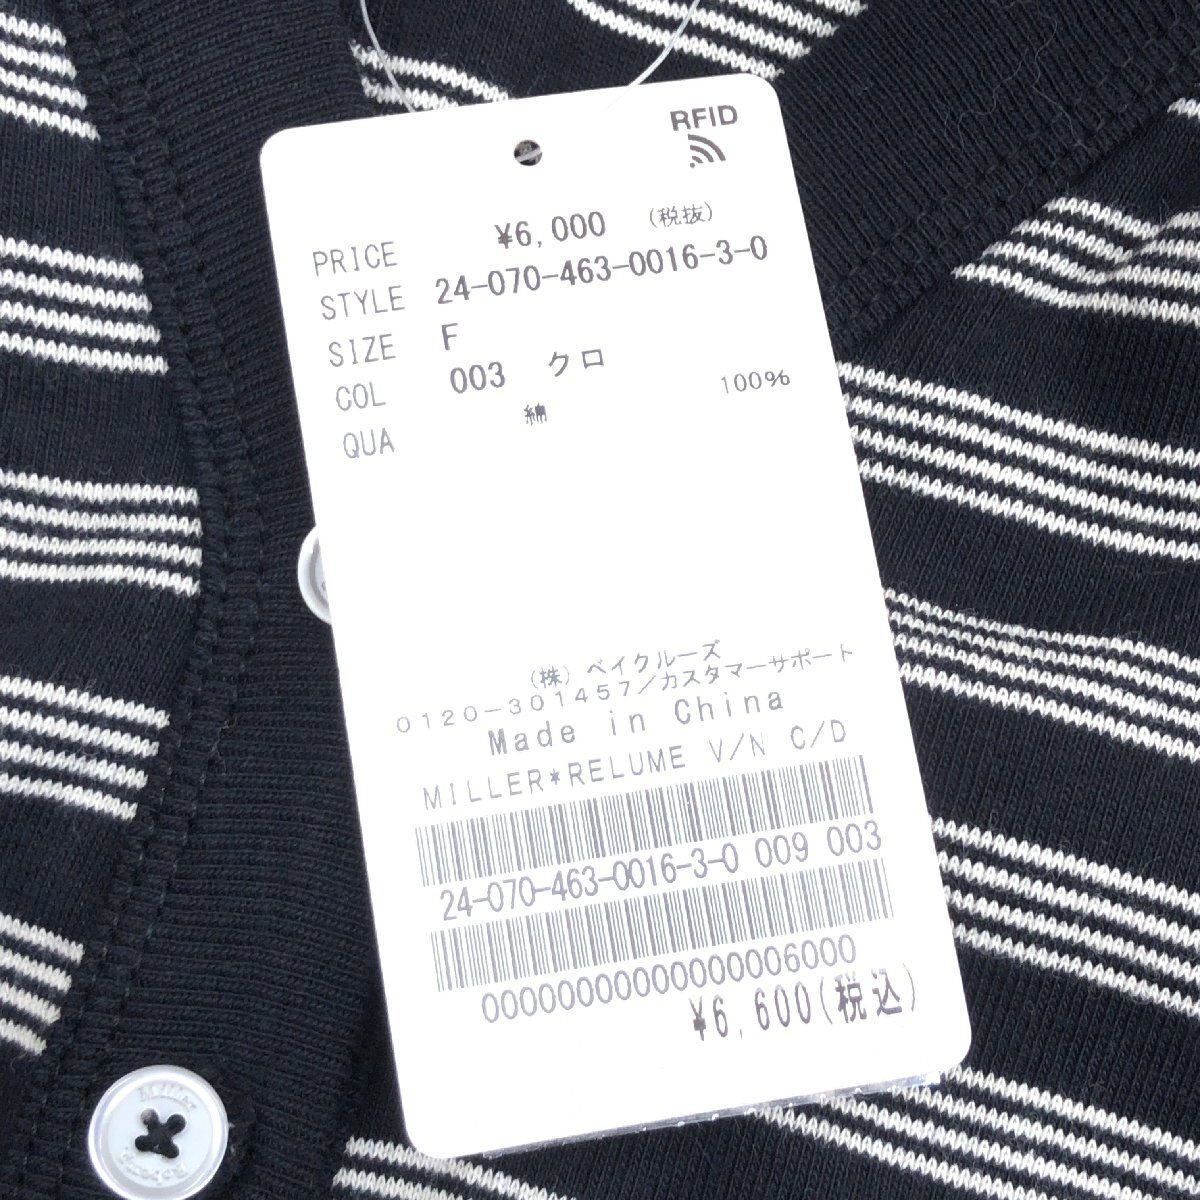 RFID
PRICE ¥6,000 (税抜)
STYLE 24-070-463-0016-3-0
SIZE F
COL 003 クロ
QUA 綿 100%
(株) ベイクルーズ
0120-301457/カスタマーサポート
Made in China
MILLER*RELUME V/N C/D
24-070-463-0016-3-0 009 003
0000000000000006000
¥6,600(税込)
Miller